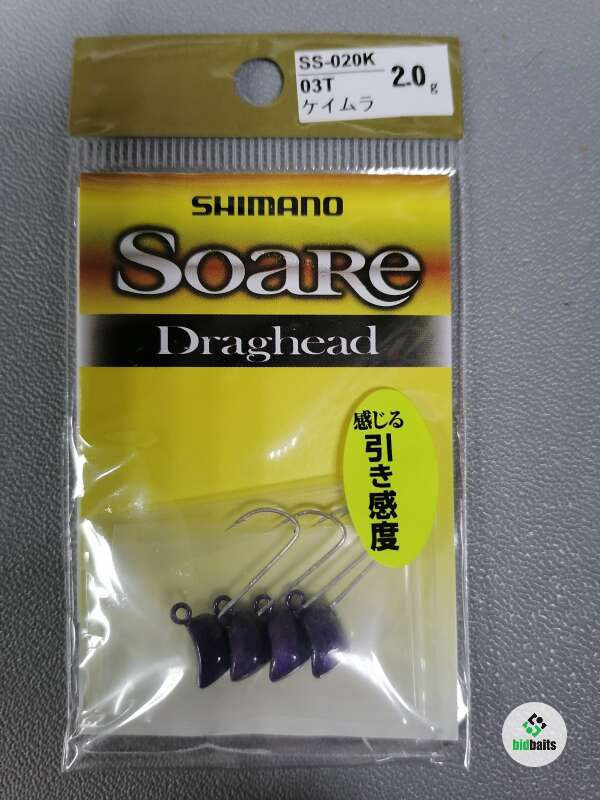 SS-020K
03T
ケイムラ
2.0g
SHIMANO
SOARE
Draghead
感じる
引き感度
bidbaits